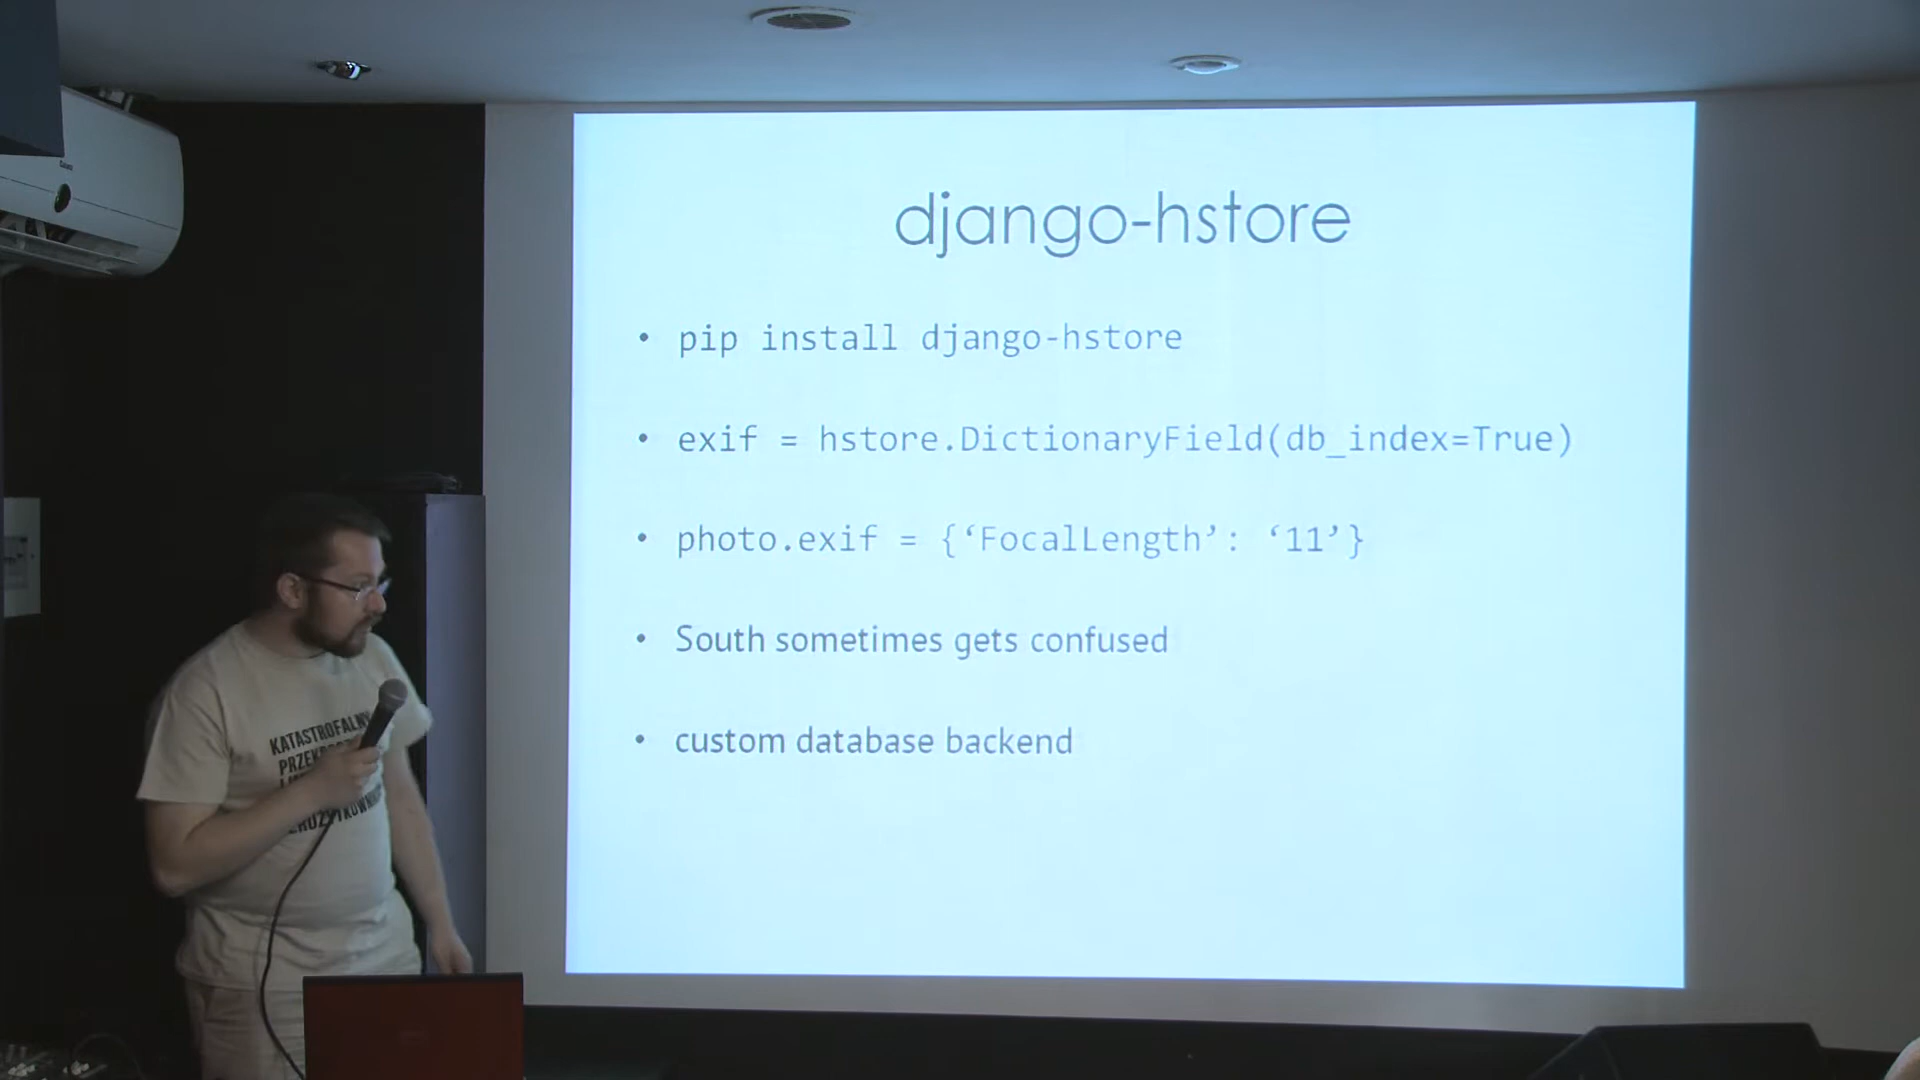 django-hstore
• pip install django-hstore
• exif = hstore.DictionaryField(db_index=True)
• photo.exif = {‘FocalLength’: ‘11’}
• South sometimes gets confused
• custom database backend
KATASTROFALNY